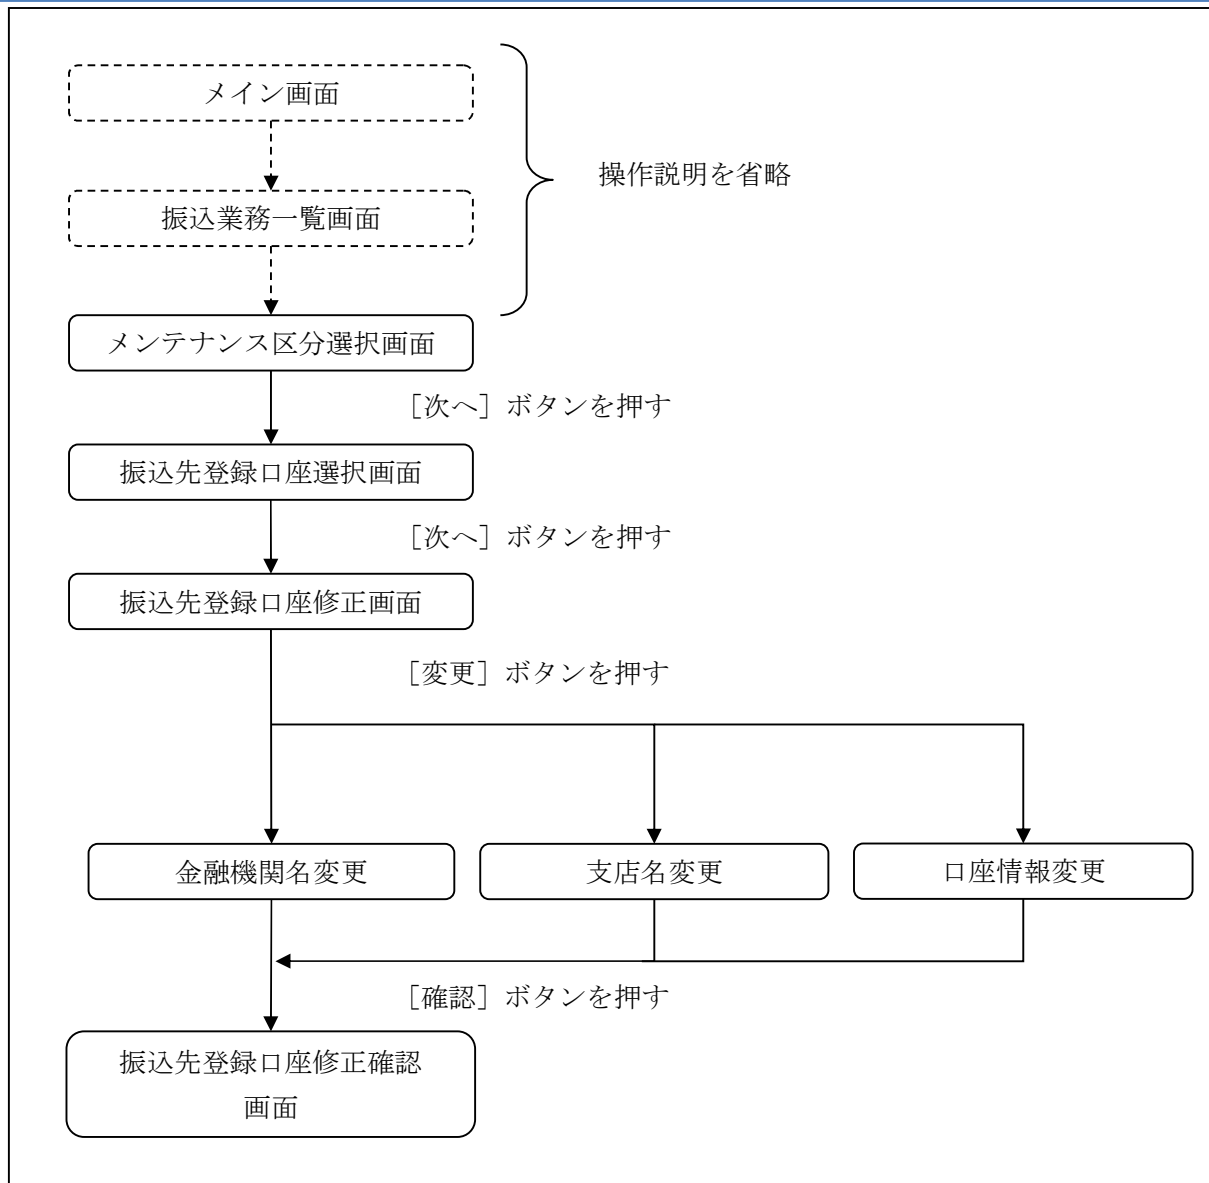 メイン画面
操作説明を省略
振込業務一覧画面
メンテナンス区分選択画面
［次へ］ボタンを押す
振込先登録口座選択画面
［次へ］ボタンを押す
振込先登録口座修正画面
［変更］ボタンを押す
金融機関名変更
支店名変更
口座情報変更
［確認］ボタンを押す
振込先登録口座修正確認
画面